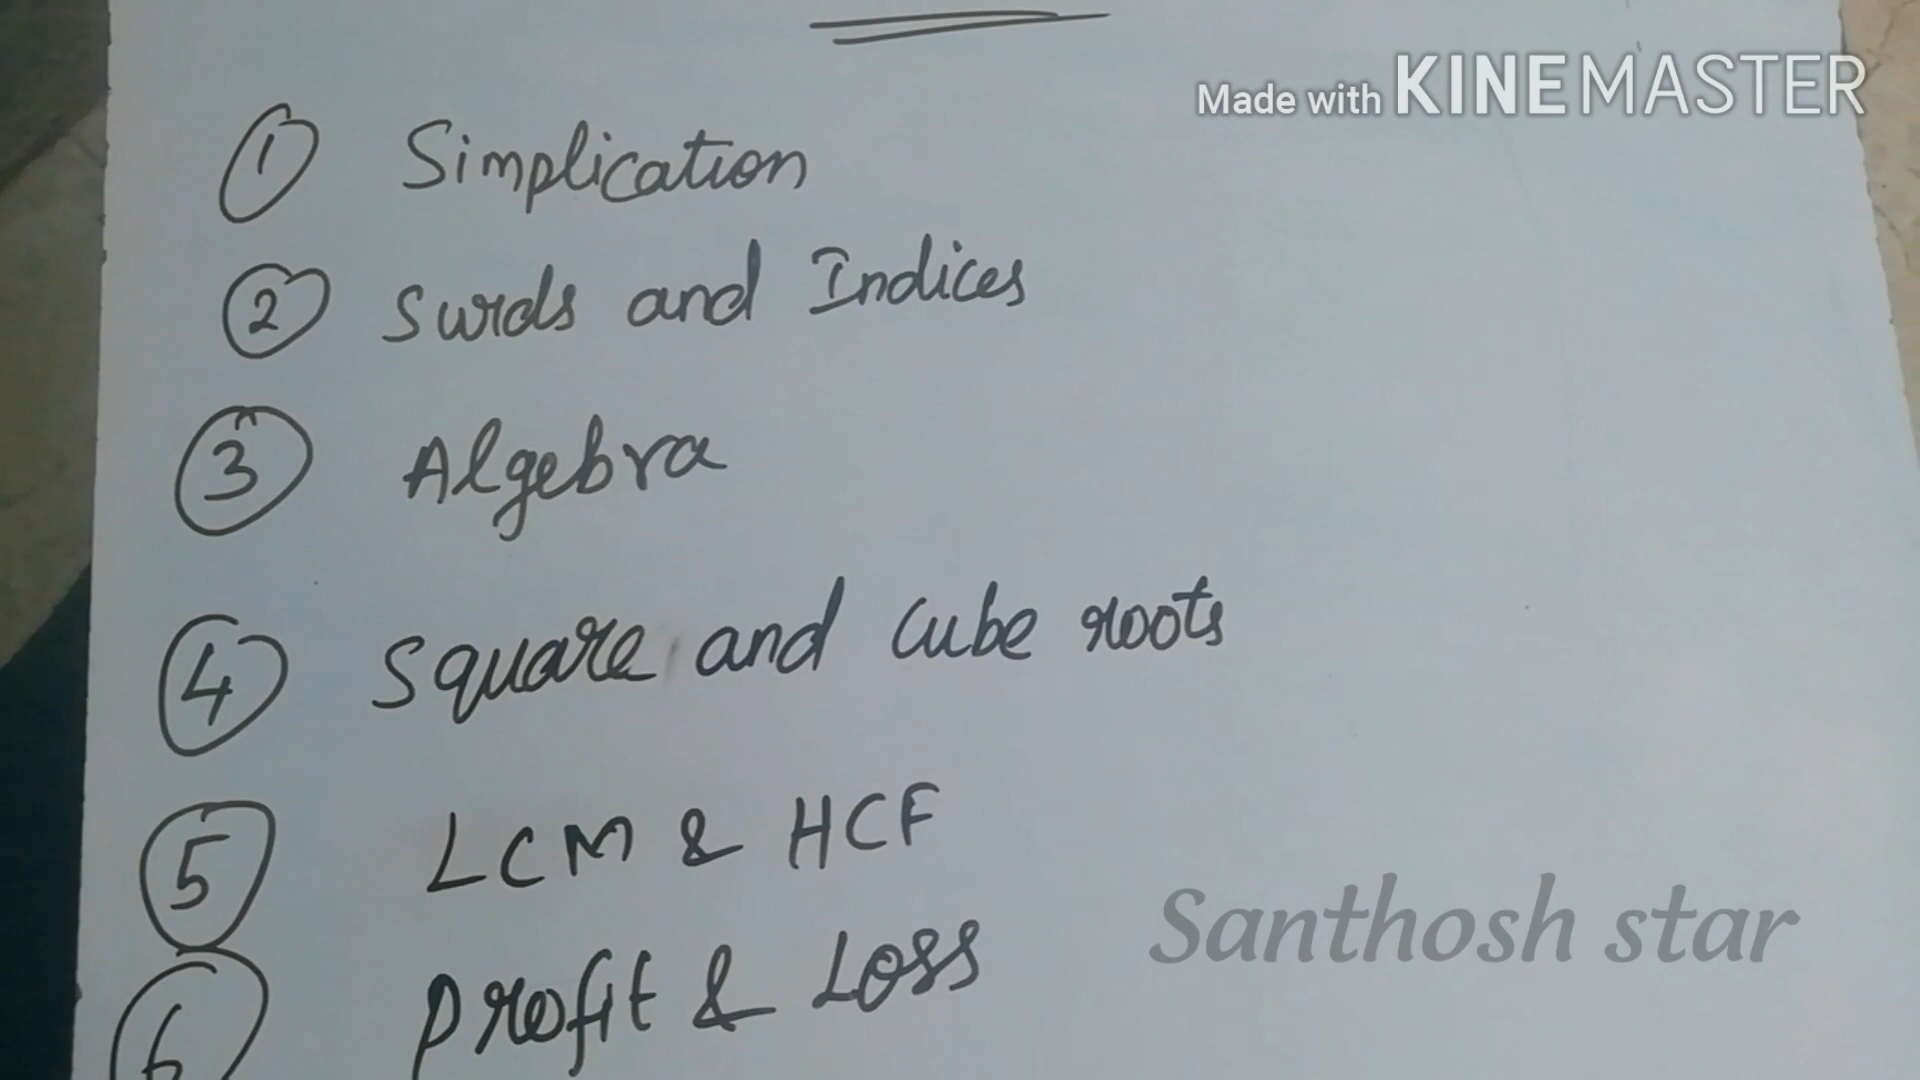 Made with KINEMASTER
1 Simplication
2 Surds and Indices
3 Algebra
4 Square and Cube roots
5 LCM & HCF
Santhosh star
6 Profit & Loss